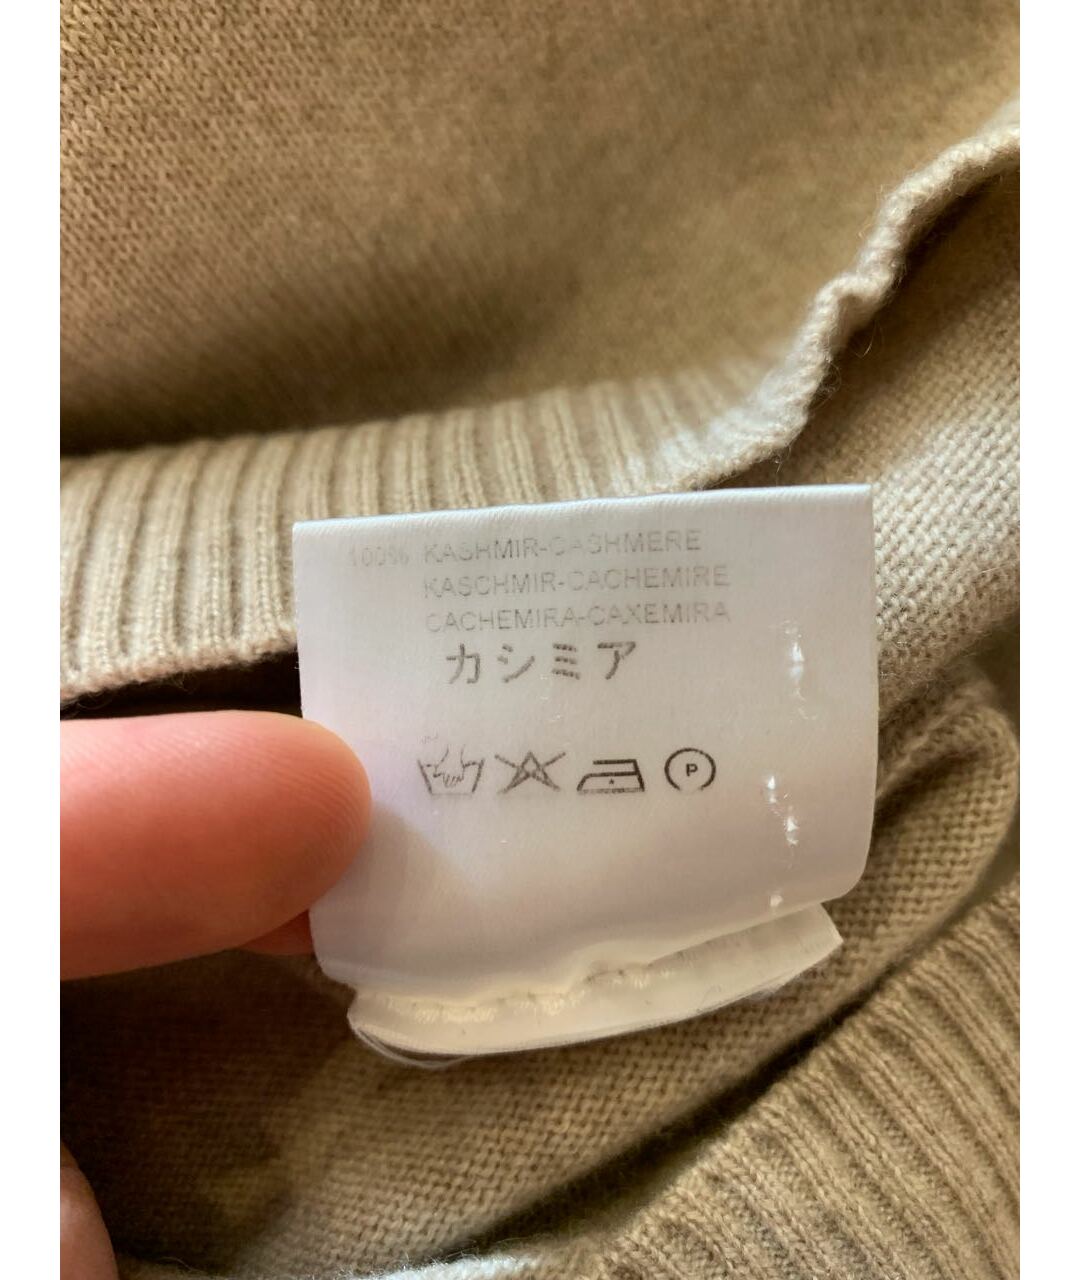 100% KASHMIR-CASHMERE
KASCHMIR-CACHEMIRE
CACHEMIRA-CAXEMIRA
カシミア
P